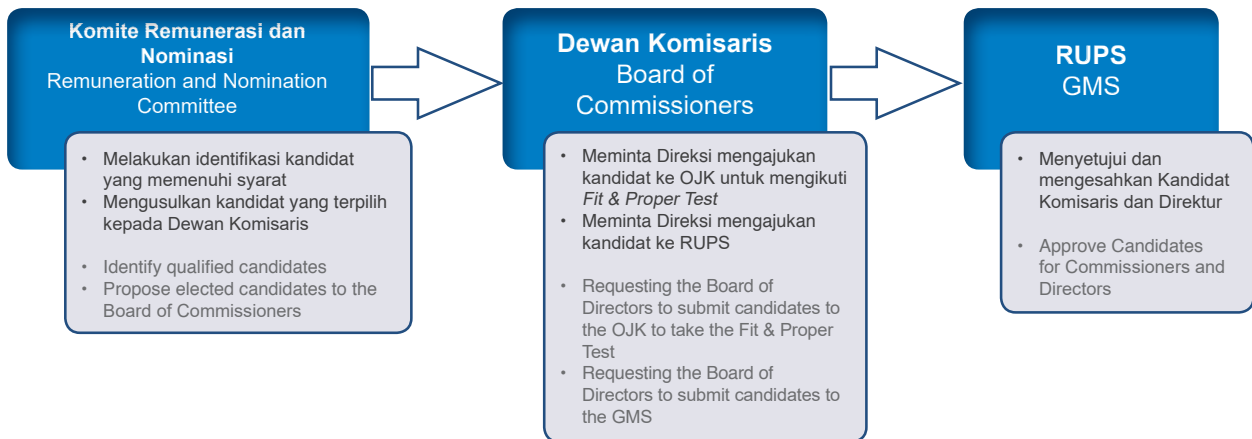 Komite Remunerasi dan
Nominasi
Remuneration and Nomination
Committee
• Melakukan identifikasi kandidat
yang memenuhi syarat
• Mengusulkan kandidat yang terpilih
kepada Dewan Komisaris
• Identify qualified candidates
• Propose elected candidates to the
Board of Commissioners
Dewan Komisaris
Board of
Commissioners
• Meminta Direksi mengajukan
kandidat ke OJK untuk mengikuti
Fit & Proper Test
• Meminta Direksi mengajukan
kandidat ke RUPS
• Requesting the Board of
Directors to submit candidates to
the OJK to take the Fit & Proper
Test
• Requesting the Board of
Directors to submit candidates to
the GMS
RUPS
GMS
• Menyetujui dan
mengesahkan Kandidat
Komisaris dan Direktur
• Approve Candidates
for Commissioners and
Directors